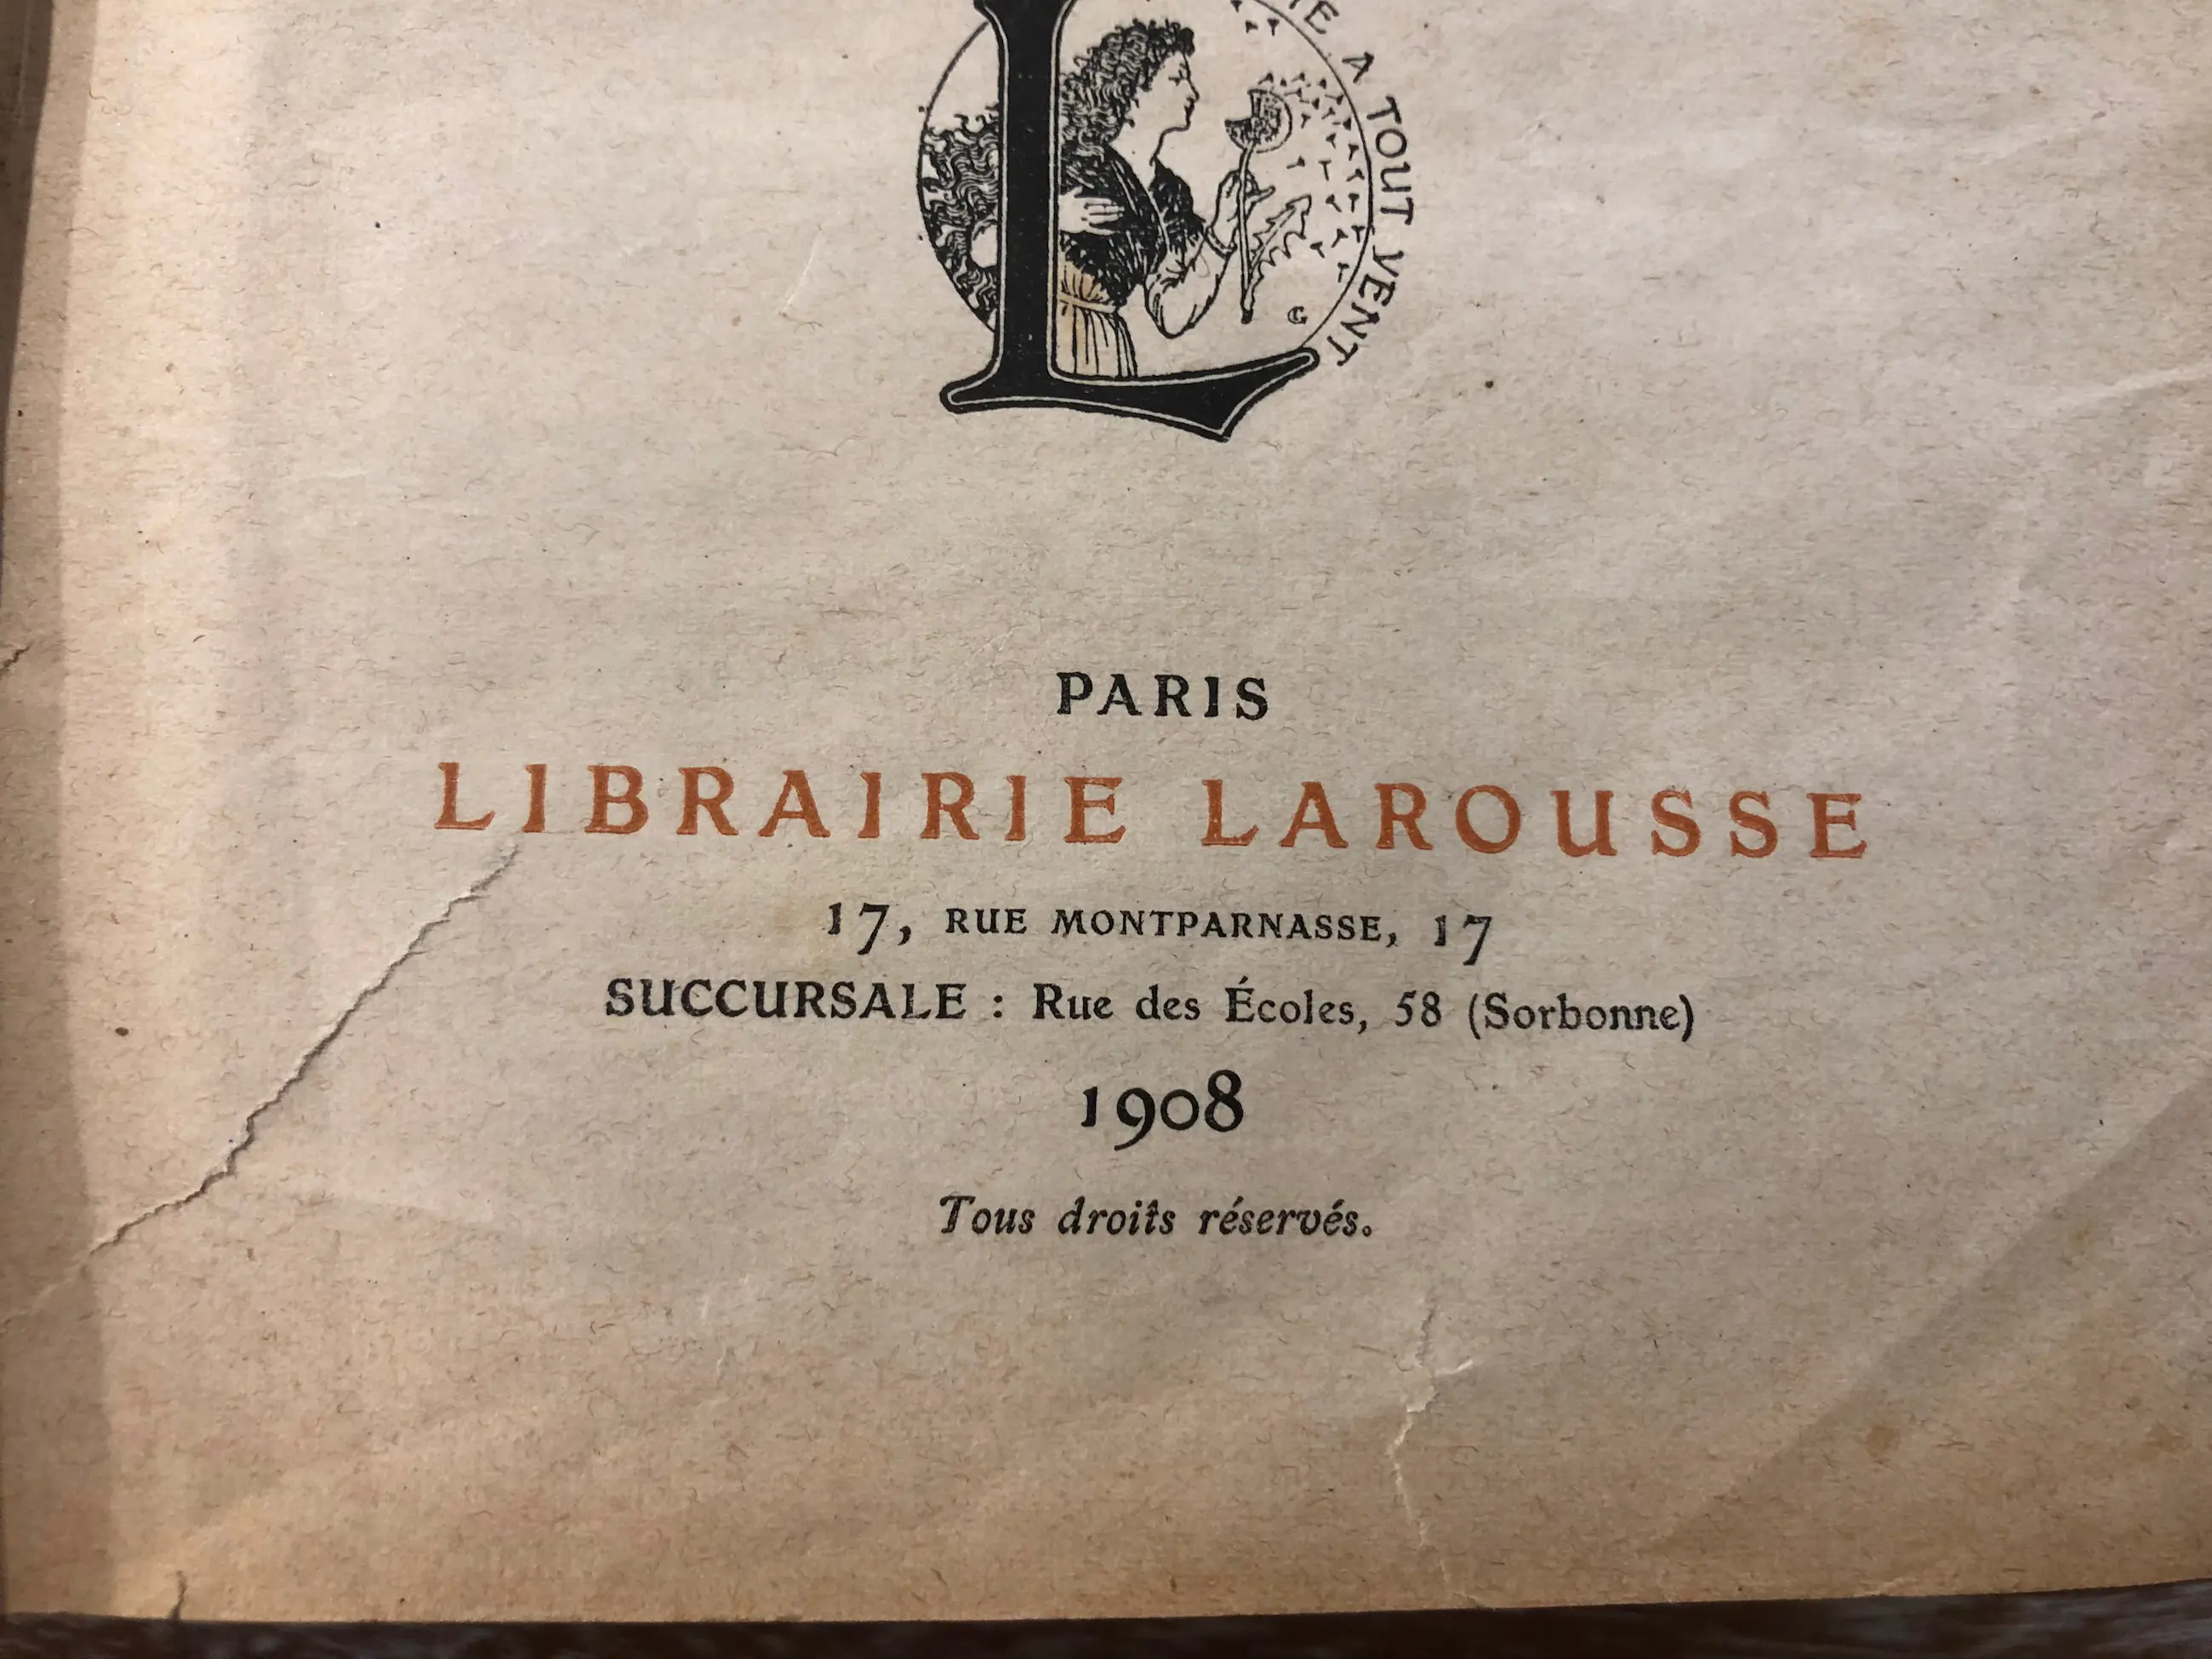 A TOUT VENT
G
PARIS
LIBRAIRIE LAROUSSE
17, RUE MONTPARNASSE, 17
SUCCURSALE : Rue des Écoles, 58 (Sorbonne)
1908
Tous droits réservés.